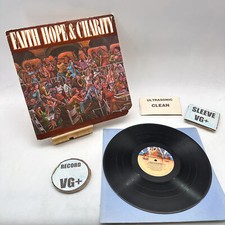 FAITH HOPE & CHARITY
ULTRASONIC
CLEAN
SLEEVE
VG+
RECORD
VG+